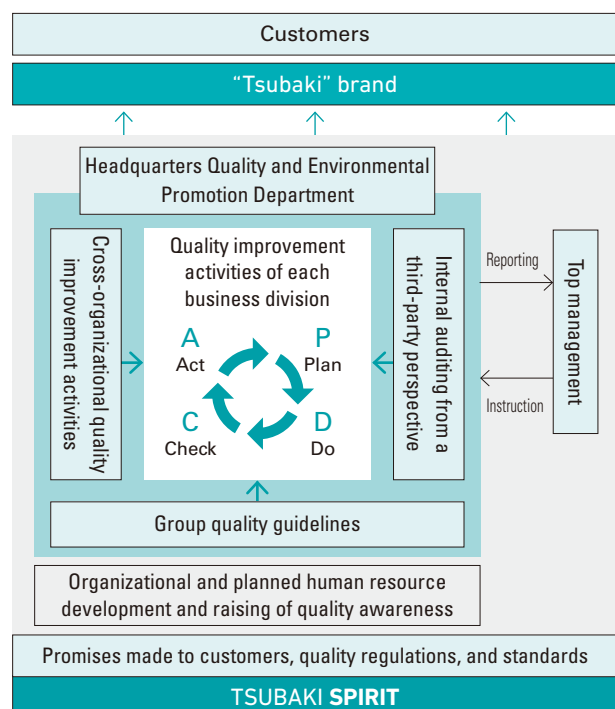 Customers
“Tsubaki” brand
Headquarters Quality and Environmental
Promotion Department
Cross-organizational quality
improvement activities
Quality improvement
activities of each
business division
A
Act
P
Plan
C
Check
D
Do
Internal auditing from a
third-party perspective
Reporting
Instruction
Top management
Group quality guidelines
Organizational and planned human resource
development and raising of quality awareness
Promises made to customers, quality regulations, and standards
TSUBAKI SPIRIT